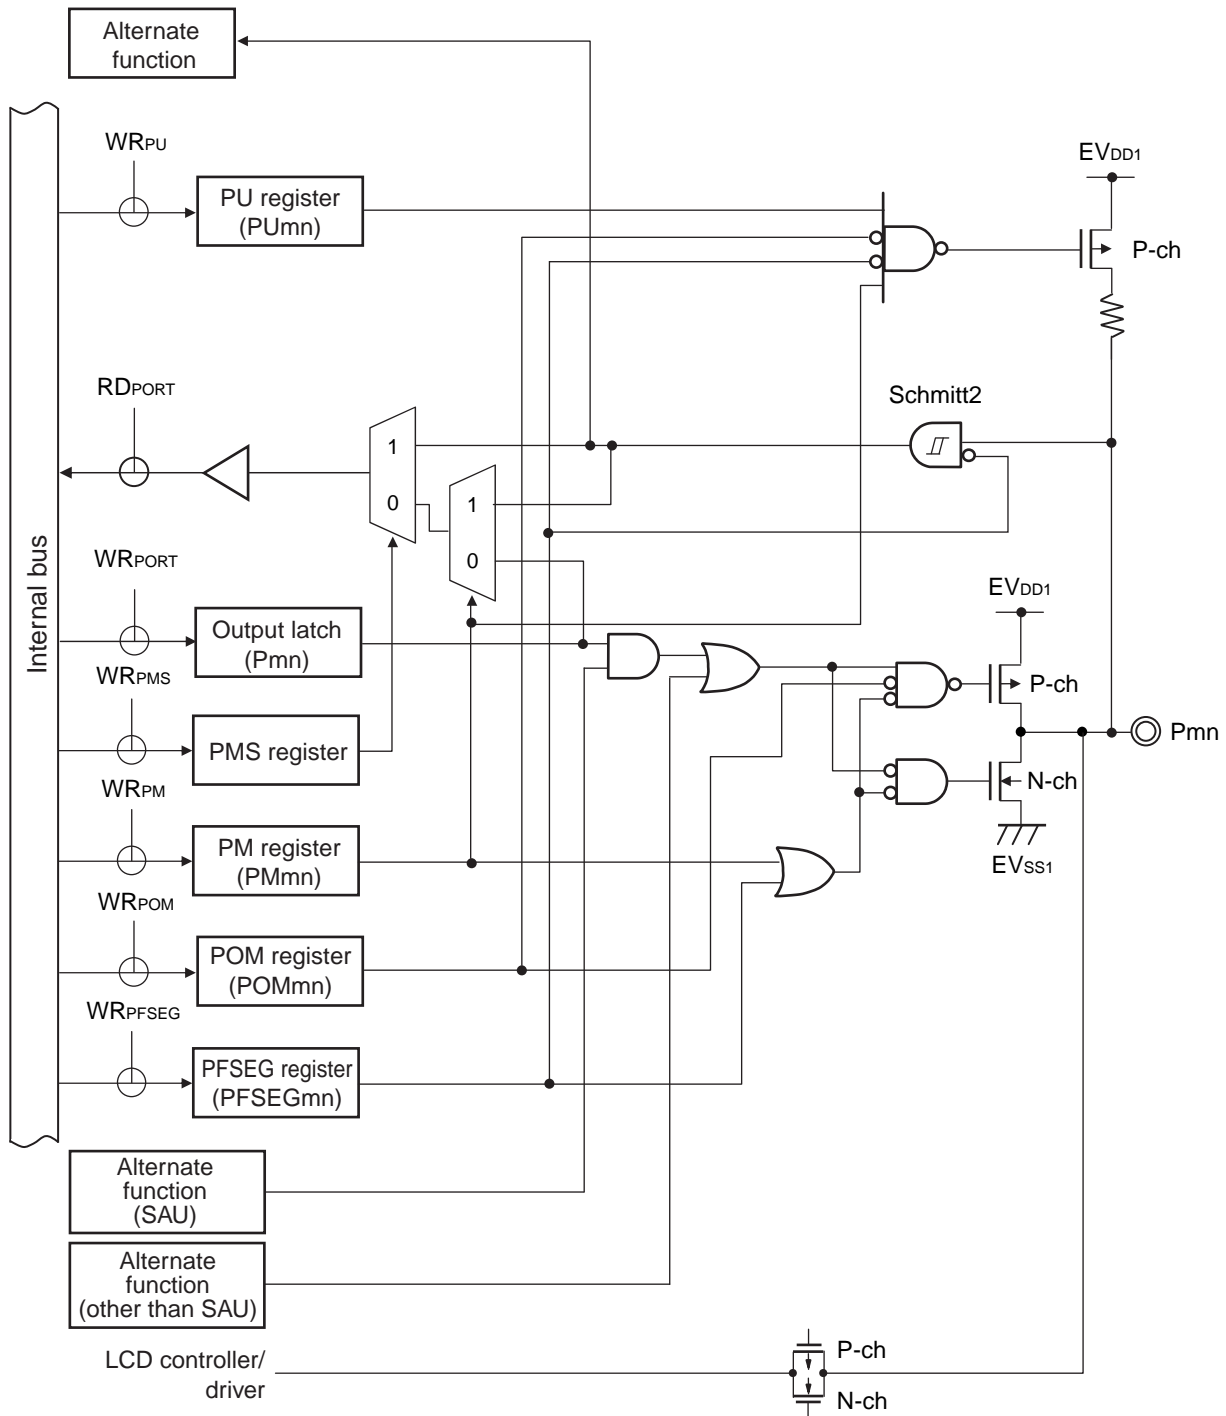 Alternate
function
WRPU
PU register
(PUmn)
EVDD1
P-ch
RDPORT
Schmitt2
1
0
1
0
Internal bus
WRPORT
Output latch
(Pmn)
EVDD1
P-ch
Pmn
WRPMS
PMS register
N-ch
EVSS1
WRPM
PM register
(PMmn)
WRPOM
POM register
(POMmn)
WRPFSEG
PFSEG register
(PFSEGmn)
Alternate
function
(SAU)
Alternate
function
(other than SAU)
LCD controller/
driver
P-ch
N-ch